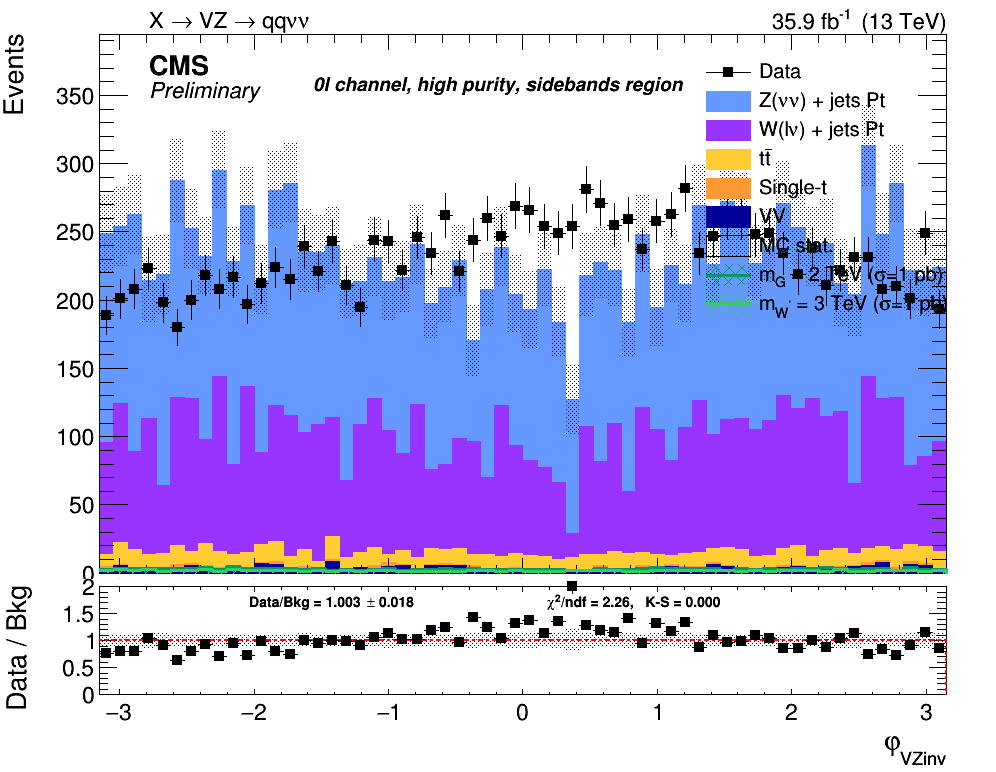 X → VZ → qqνν
35.9 fb⁻¹ (13 TeV)
Events
CMS
Preliminary
0l channel, high purity, sidebands region
Data
Z(νν) + jets Pt
W(lν) + jets Pt
tt̄
Single-t
VV
MC stat.
m_G = 2 TeV (σ=1 pb)
m_W' = 3 TeV (σ=1 pb)
350
300
250
200
150
100
50
0
Data / Bkg
2
1.5
1
0.5
0
Data/Bkg = 1.003 ± 0.018
χ²/ndf = 2.26, K-S = 0.000
−3
−2
−1
0
1
2
3
φ_VZinv